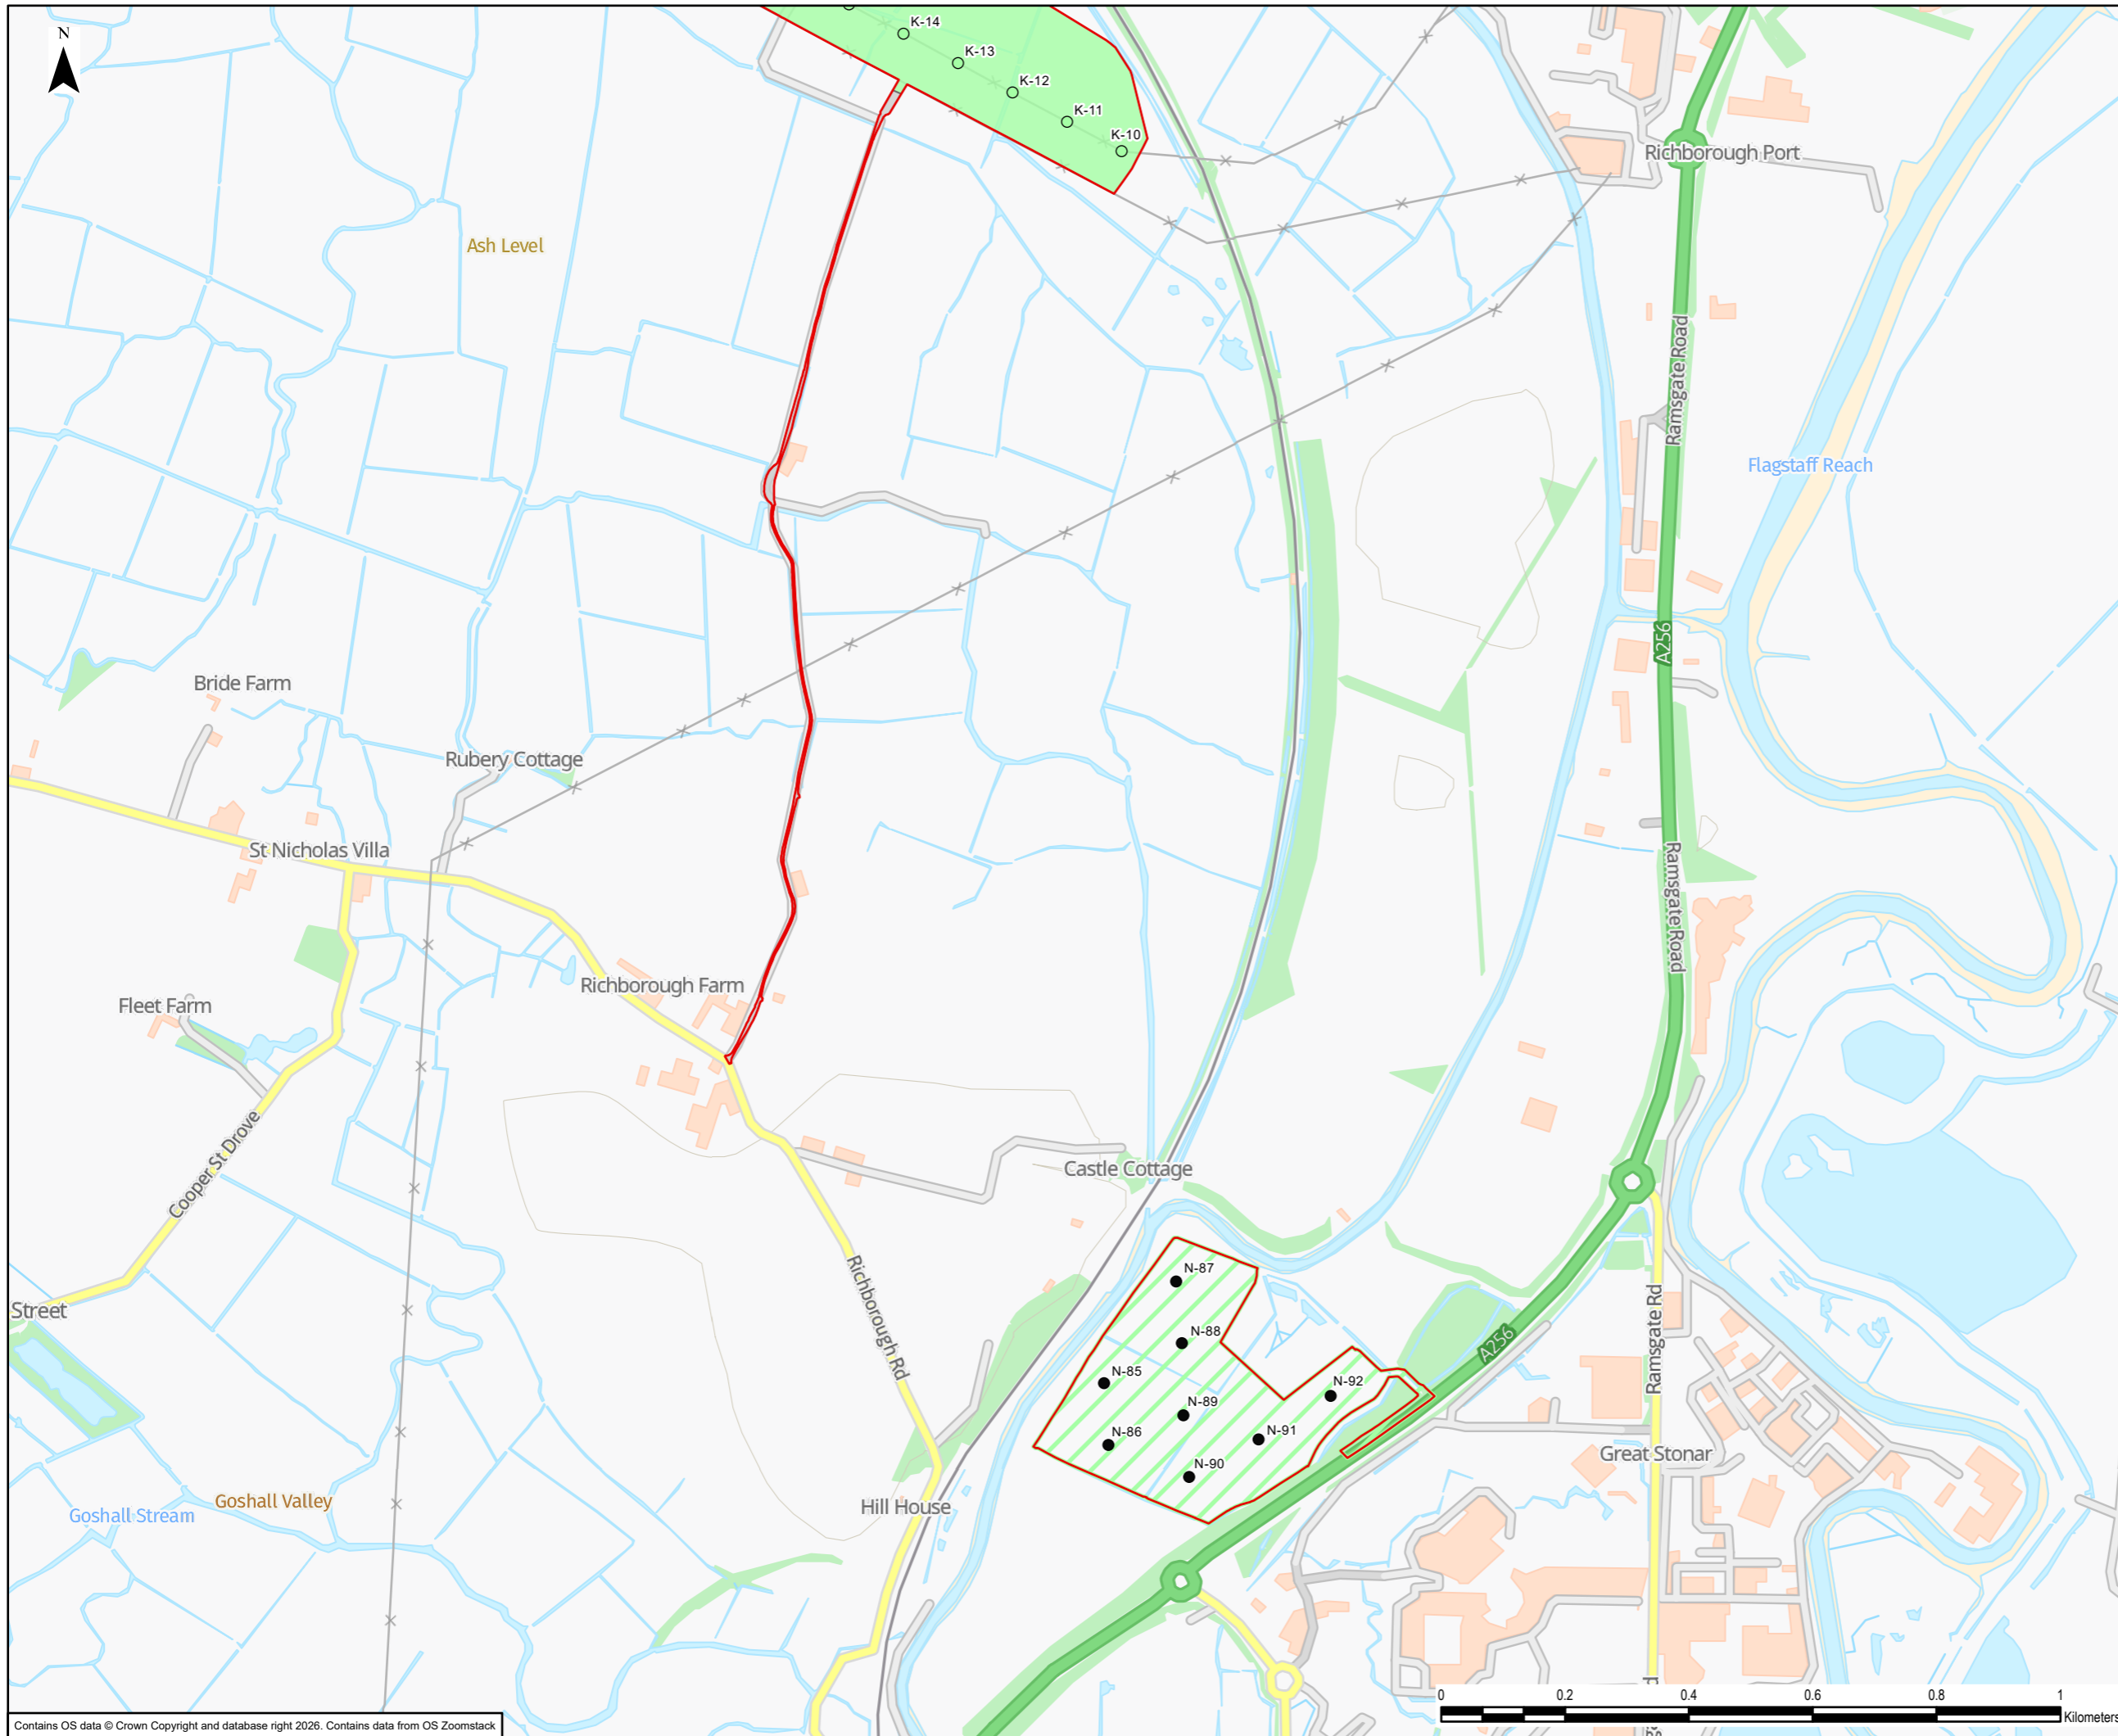 N
K-14
K-13
K-12
K-11
K-10
Richborough Port
Ash Level
Ramsgate Road
Flagstaff Reach
A256
Bride Farm
Rubery Cottage
St Nicholas Villa
Ramsgate Road
Richborough Farm
Fleet Farm
Cooper St Drove
Castle Cottage
Richborough Rd
N-87
N-88
N-85
N-89
N-86
N-90
N-91
N-92
A256
Ramsgate Rd
Street
Great Stonar
Goshall Valley
Goshall Stream
Hill House
0 0.2 0.4 0.6 0.8 1
Kilometers
Contains OS data © Crown Copyright and database right 2026. Contains data from OS Zoomstack